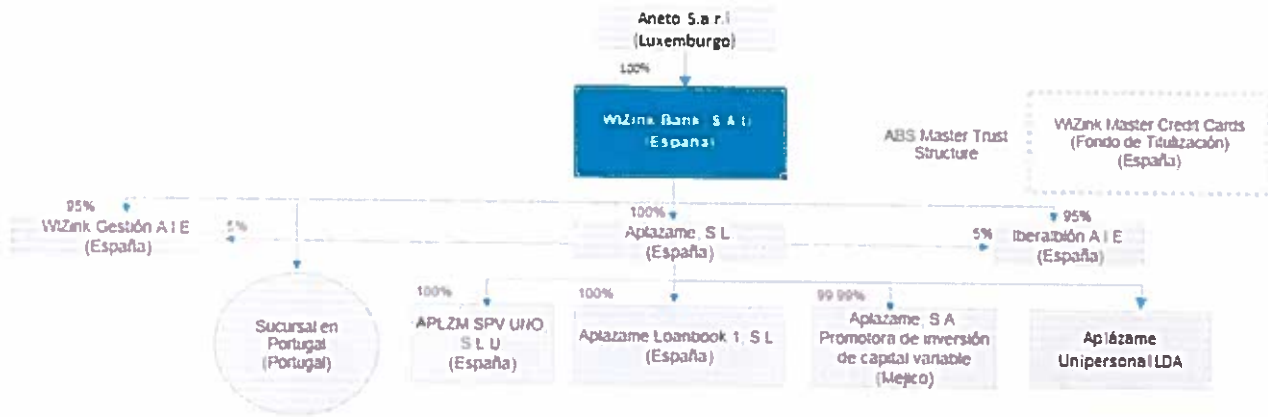 Aneto S.a r.l
(Luxemburgo)
100%
WiZink Bank, S.A.U
(España)
ABS Master Trust
Structure
WiZink Master Credit Cards
(Fondo de Titulización)
(España)
95%
WiZink Gestión A I E
(España)
5%
100%
Aplazame, S L
(España)
5%
95%
Iberalbión A I E
(España)
Sucursal en
Portugal
(Portugal)
100%
APLZM SPV UNO,
S L U
(España)
100%
Aplazame Loanbook 1, S L
(España)
99.99%
Aplazame, S A
Promotora de inversión
de capital variable
(Mejico)
Aplázame
Unipersonal LDA